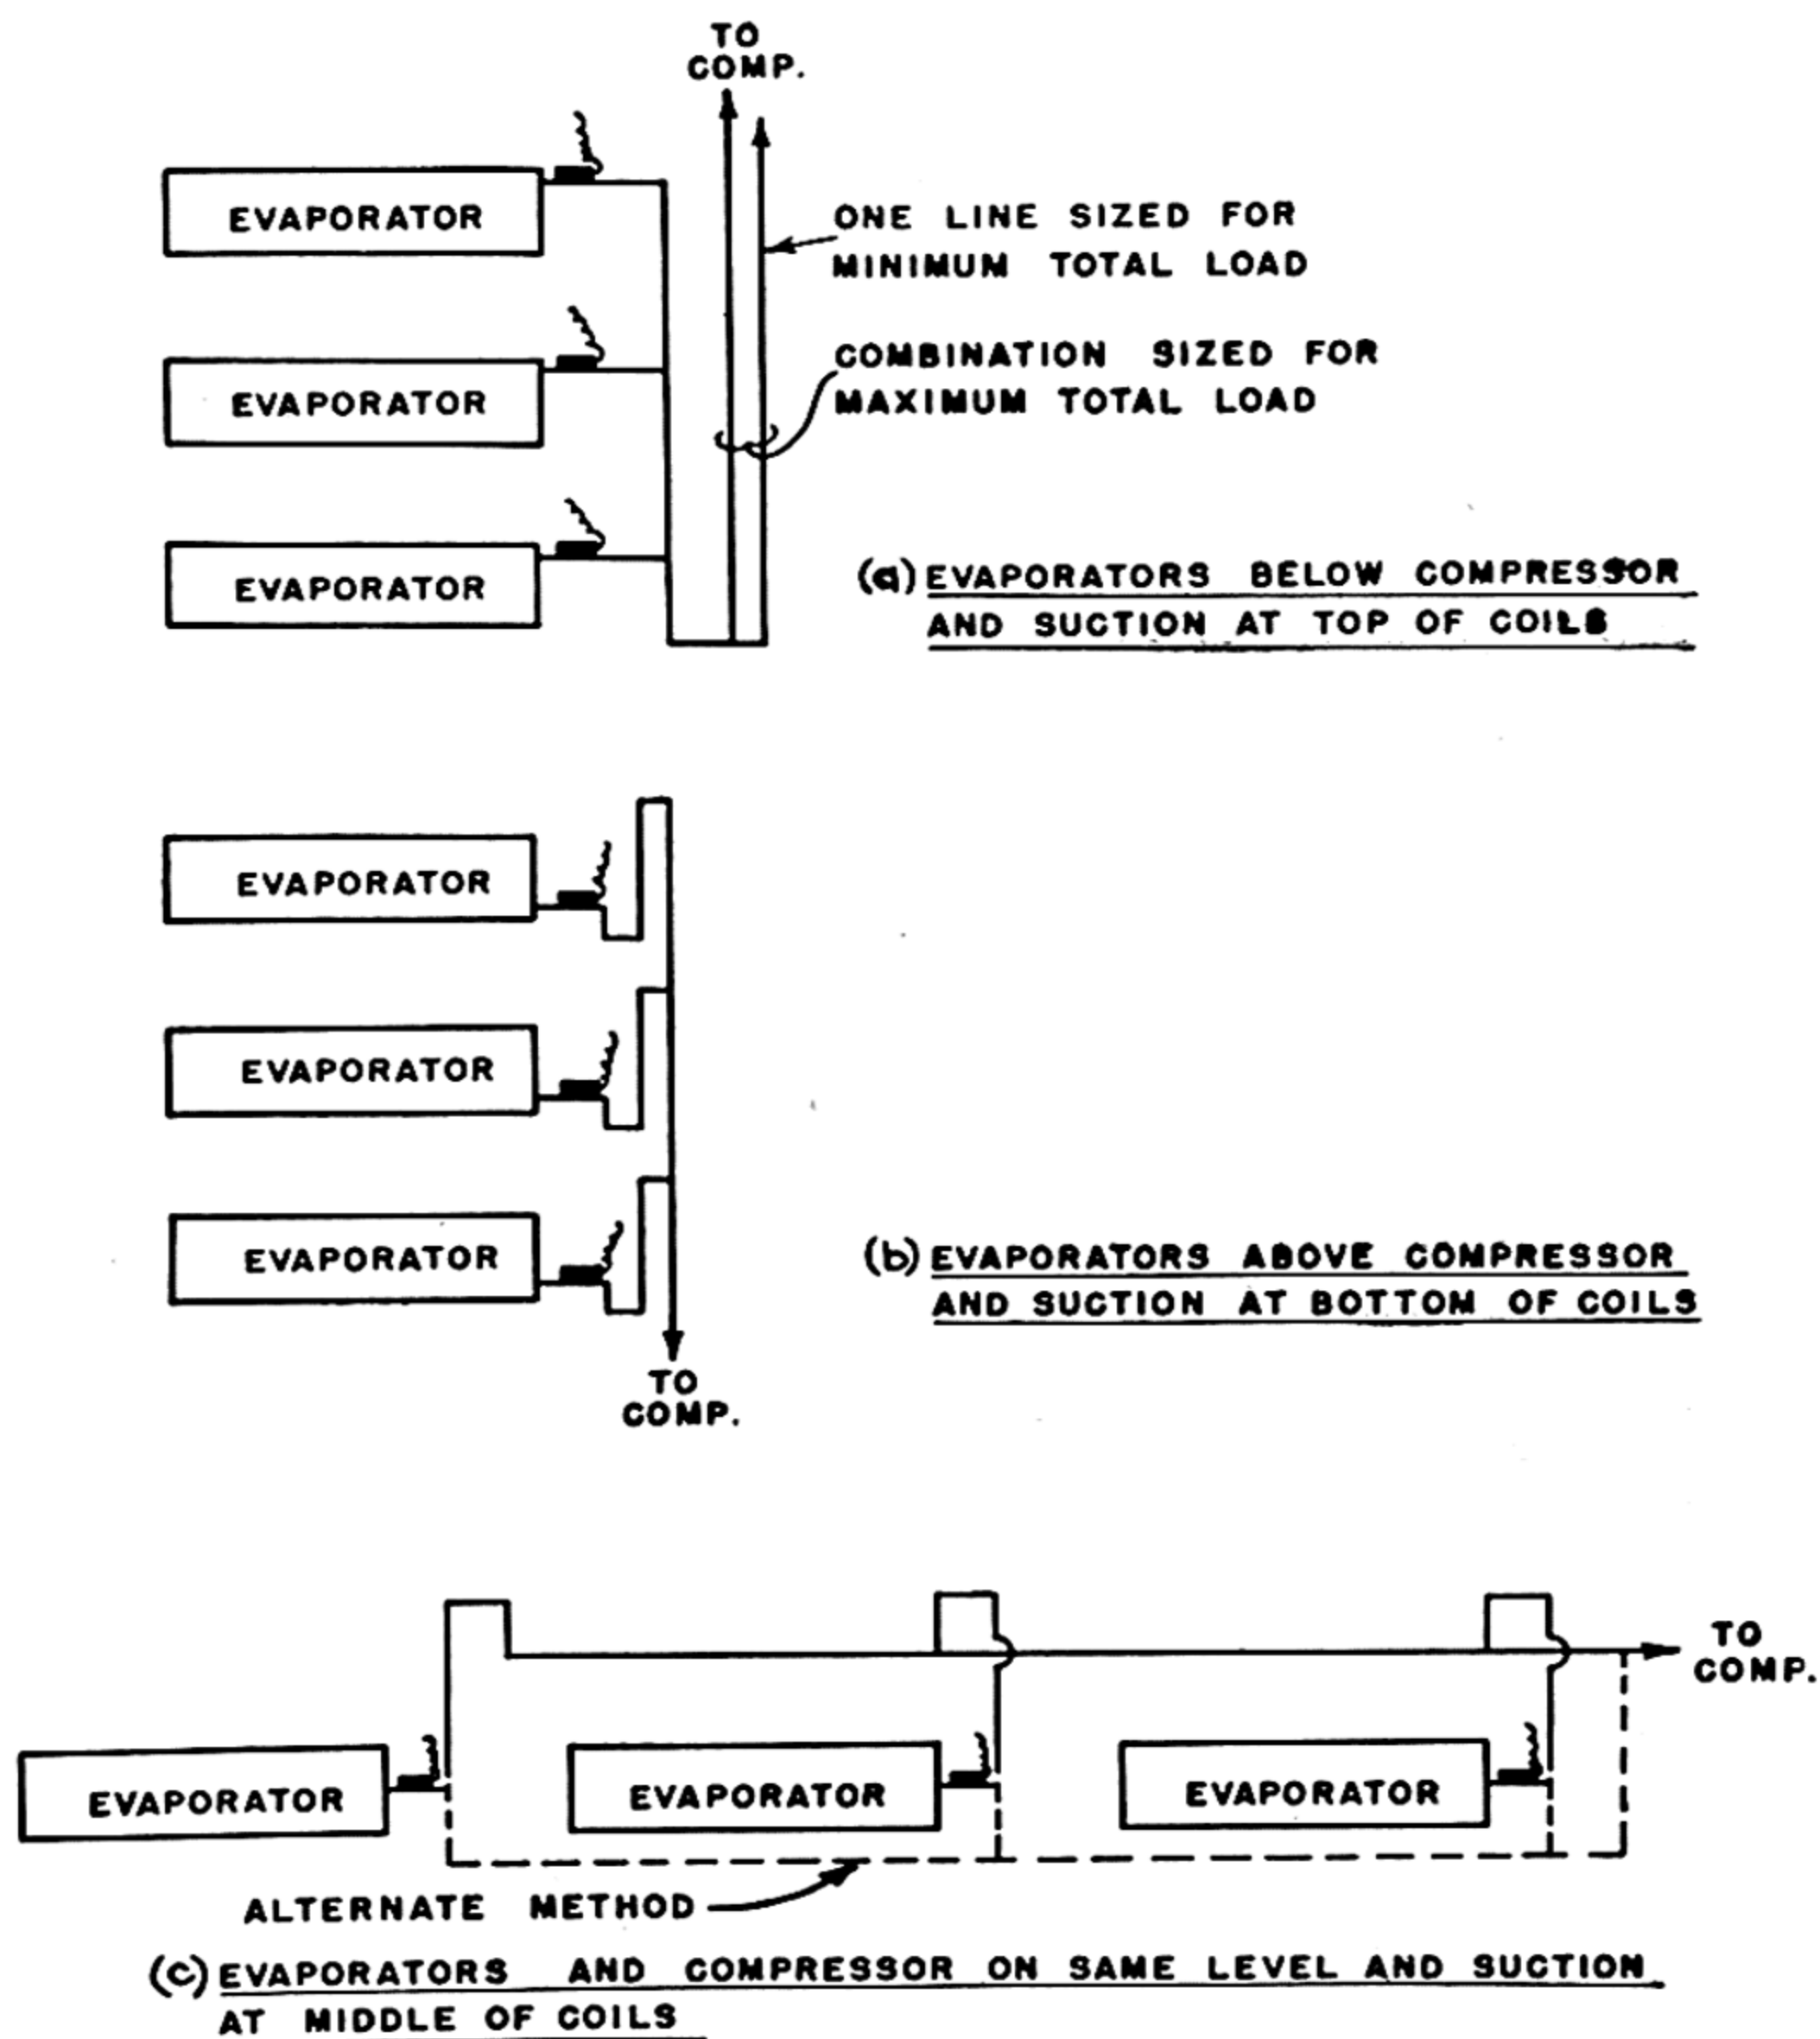 TO
COMP.
EVAPORATOR
ONE LINE SIZED FOR
MINIMUM TOTAL LOAD
EVAPORATOR
COMBINATION SIZED FOR
MAXIMUM TOTAL LOAD
EVAPORATOR
(a) EVAPORATORS BELOW COMPRESSOR
AND SUCTION AT TOP OF COILS
EVAPORATOR
EVAPORATOR
EVAPORATOR
(b) EVAPORATORS ABOVE COMPRESSOR
AND SUCTION AT BOTTOM OF COILS
TO
COMP.
TO
COMP.
EVAPORATOR
EVAPORATOR
EVAPORATOR
ALTERNATE METHOD
(c) EVAPORATORS AND COMPRESSOR ON SAME LEVEL AND SUCTION
AT MIDDLE OF COILS